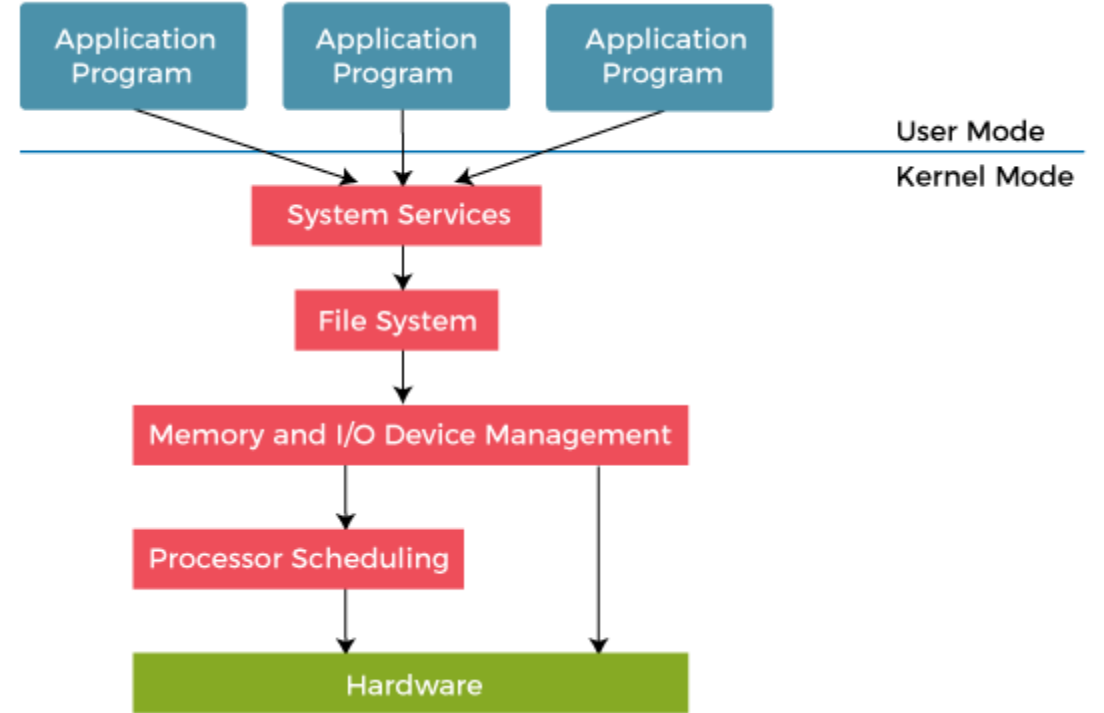 Application
Program
Application
Program
Application
Program
User Mode
Kernel Mode
System Services
File System
Memory and I/O Device Management
Processor Scheduling
Hardware